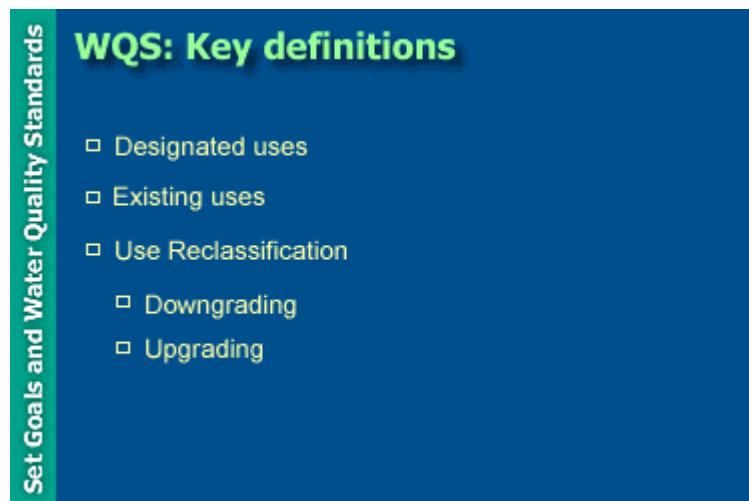 Set Goals and Water Quality Standards
WQS: Key definitions
Designated uses
Existing uses
Use Reclassification
Downgrading
Upgrading